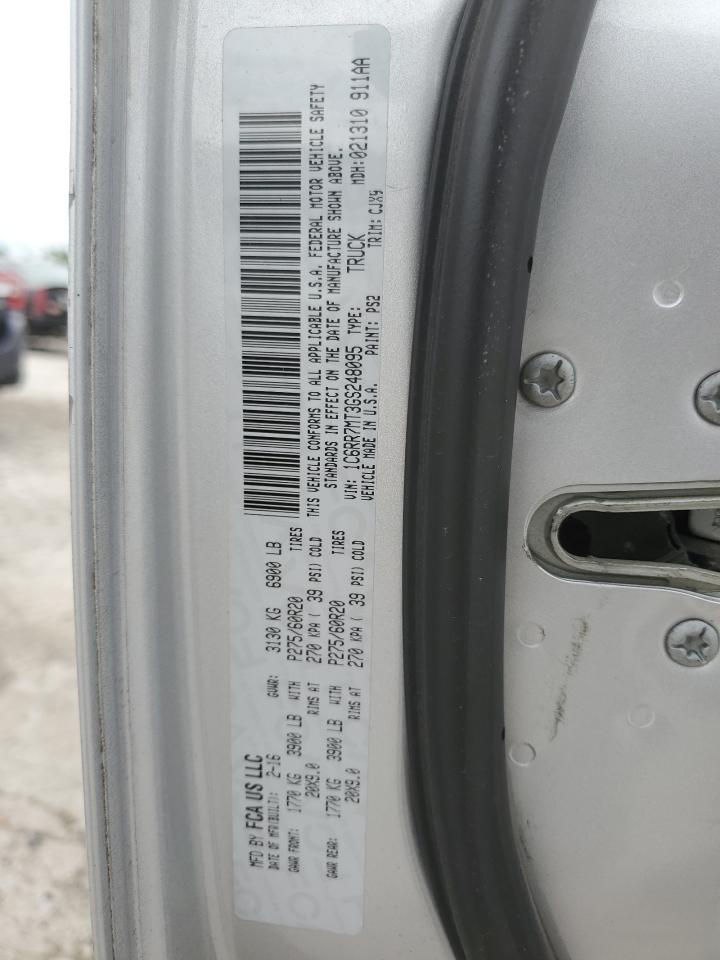 MFD BY FCA US LLC
DATE OF MFR(BUILT): 2-16 GVWR: 3130 KG 6900 LB
GAWR FRONT: 1770 KG 3900 LB WITH P275/60R20 TIRES
20X9.0 RIMS AT 270 KPA ( 39 PSI) COLD
GAWR REAR: 1770 KG 3900 LB WITH P275/60R20 TIRES
20X9.0 RIMS AT 270 KPA ( 39 PSI) COLD
THIS VEHICLE CONFORMS TO ALL APPLICABLE U.S.A. FEDERAL MOTOR VEHICLE SAFETY
STANDARDS IN EFFECT ON THE DATE OF MANUFACTURE SHOWN ABOVE.
VIN: 1C6RR7MT3GS248095 TYPE: TRUCK MDH:021310 911AA
VEHICLE MADE IN U.S.A. PAINT: PS2 TRIM: CJX9